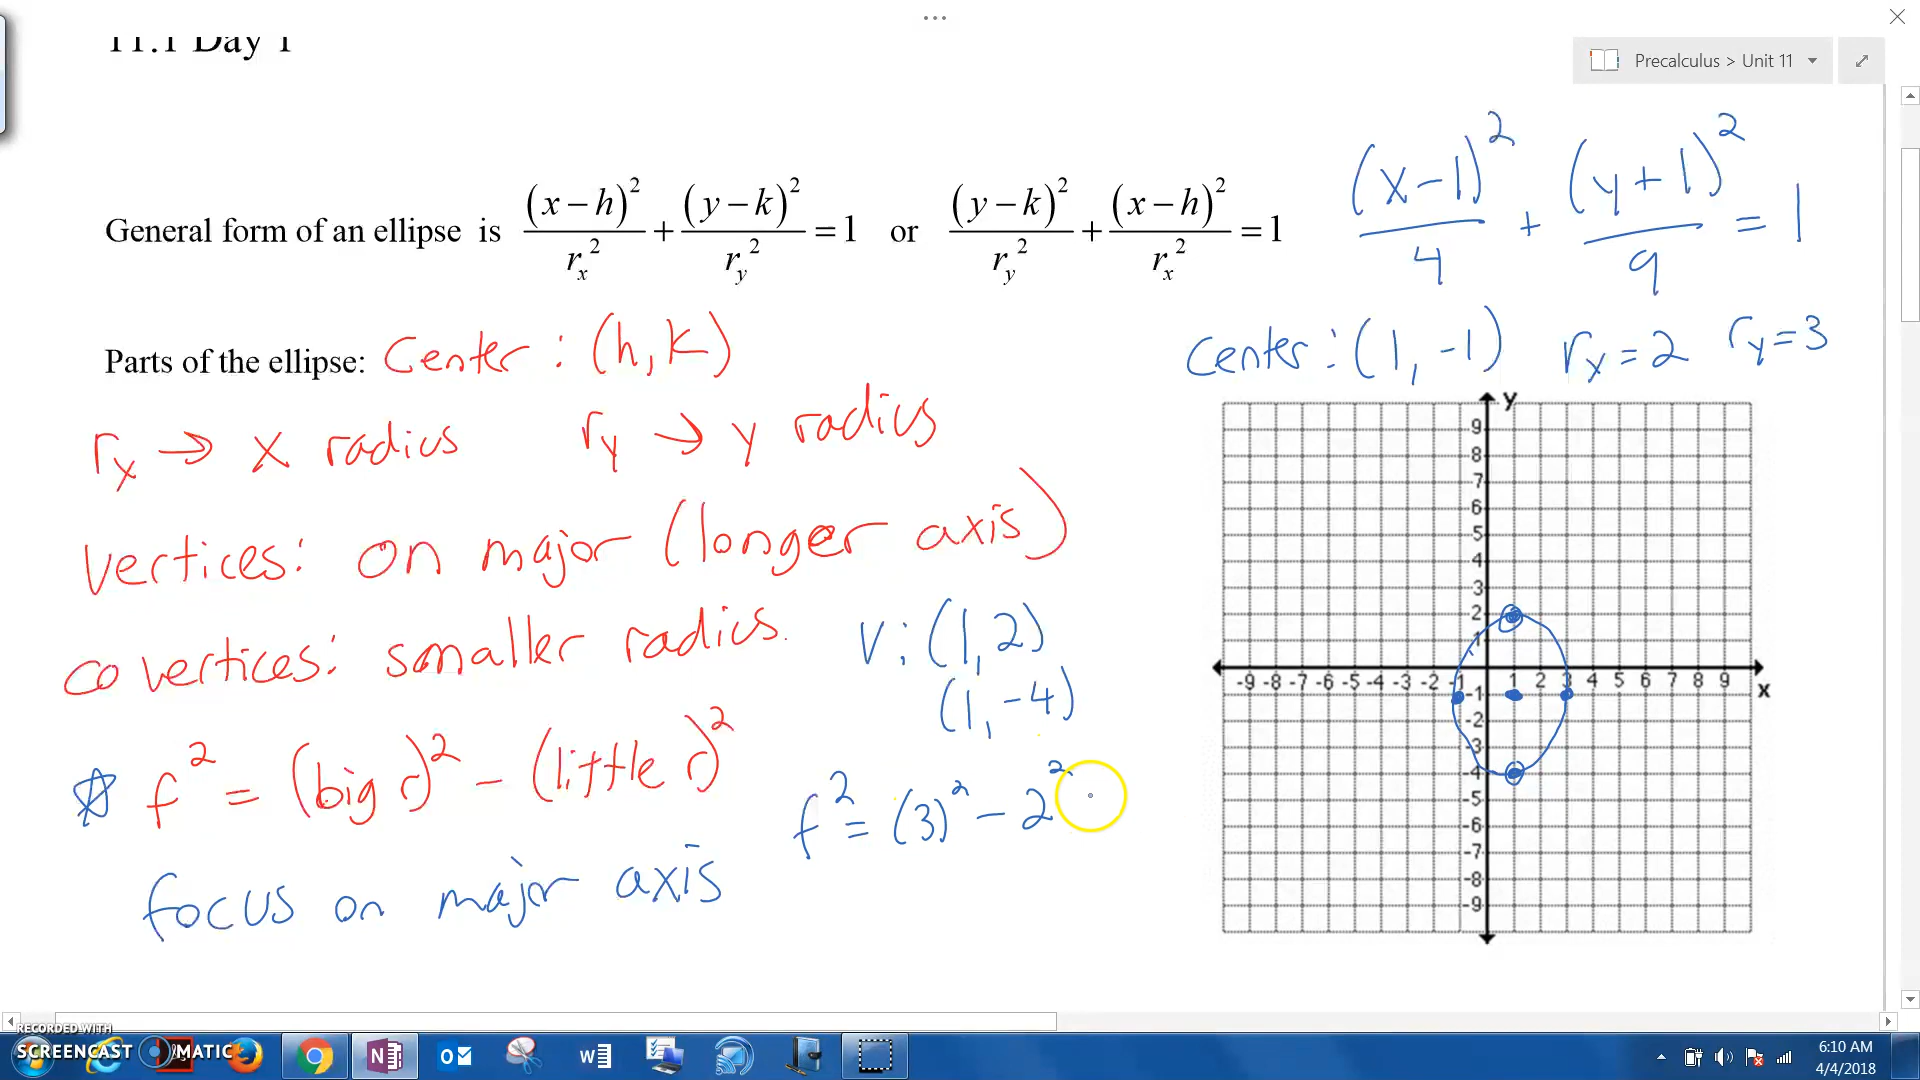 11.1 Day 1
Precalculus > Unit 11
General form of an ellipse is (x−h)²/rₓ² + (y−k)²/r_y² = 1 or (y−k)²/r_y² + (x−h)²/rₓ² = 1
(x−1)²/4 + (y+1)²/9 = 1
Parts of the ellipse: Center : (h, k)
Center : (1, -1) rₓ = 2 r_y = 3
rₓ → x radius r_y → y radius
vertices: on major (longer axis)
co vertices: smaller radius.
V: (1, 2)
(1, -4)
f² = (big r)² − (little r)²
f² = (3)² − 2²
focus on major axis
y
9
8
7
6
5
4
3
2
1
-9 -8 -7 -6 -5 -4 -3 -2 -1 1 2 3 4 5 6 7 8 9
x
-1
-2
-3
-4
-5
-6
-7
-8
-9
RECORDED WITH
SCREENCAST MATIC
6:10 AM
4/4/2018